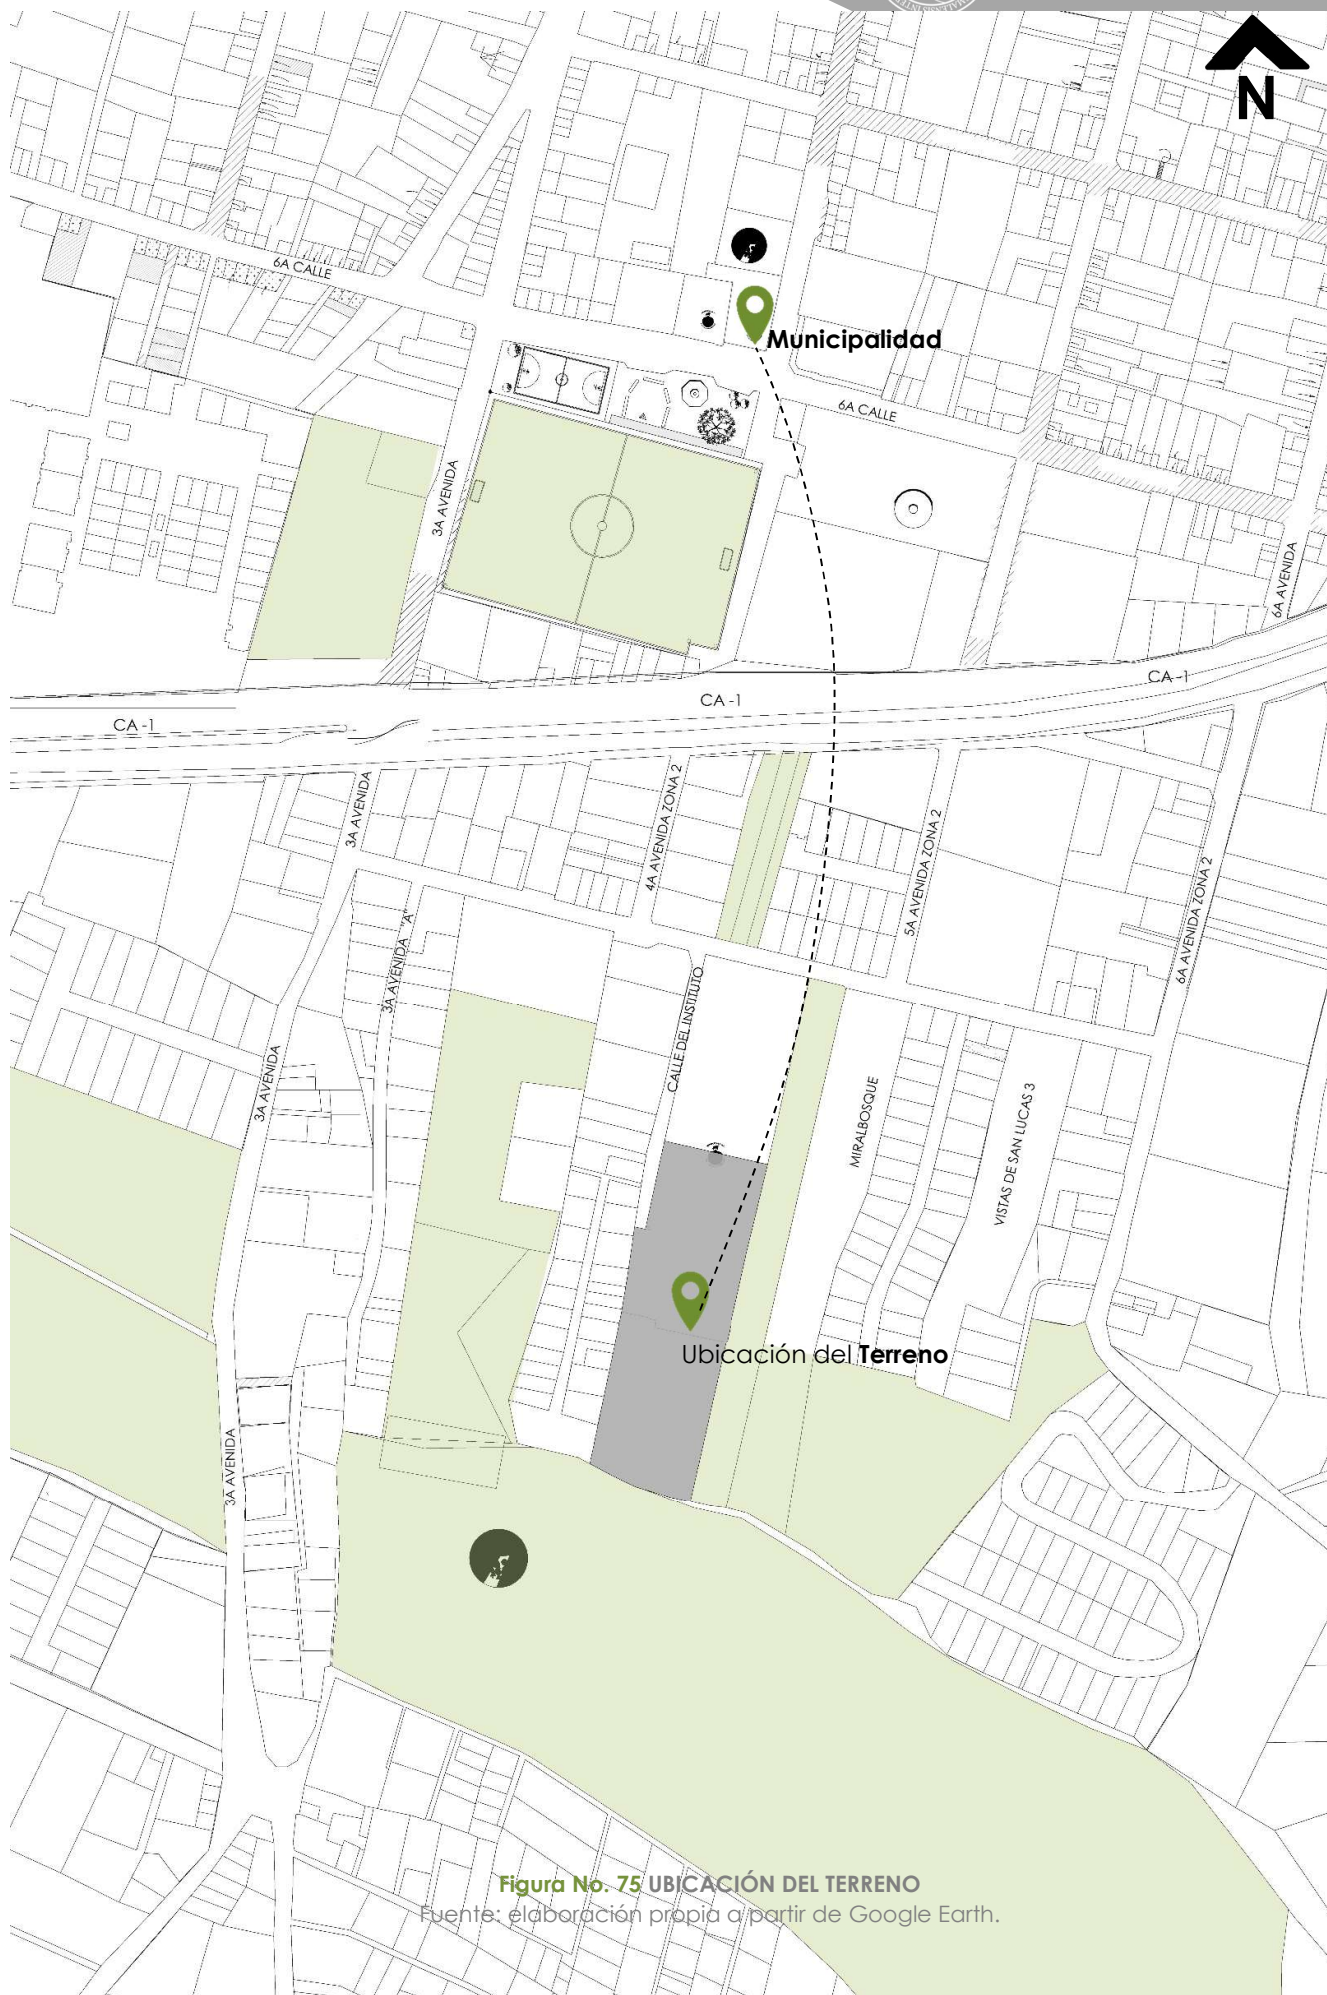 N
6A CALLE
Municipalidad
6A CALLE
3A AVENIDA
6A AVENIDA
CA -1
CA -1
CA -1
3A AVENIDA
4A AVENIDA ZONA 2
5A AVENIDA ZONA 2
6A AVENIDA ZONA 2
3A AVENIDA "A"
CALLE DEL INSTITUTO
3A AVENIDA
MIRALBOSQUE
VISTAS DE SAN LUCAS 3
Ubicación del Terreno
3A AVENIDA
Figura No. 75 UBICACIÓN DEL TERRENO
Fuente: elaboración propia a partir de Google Earth.